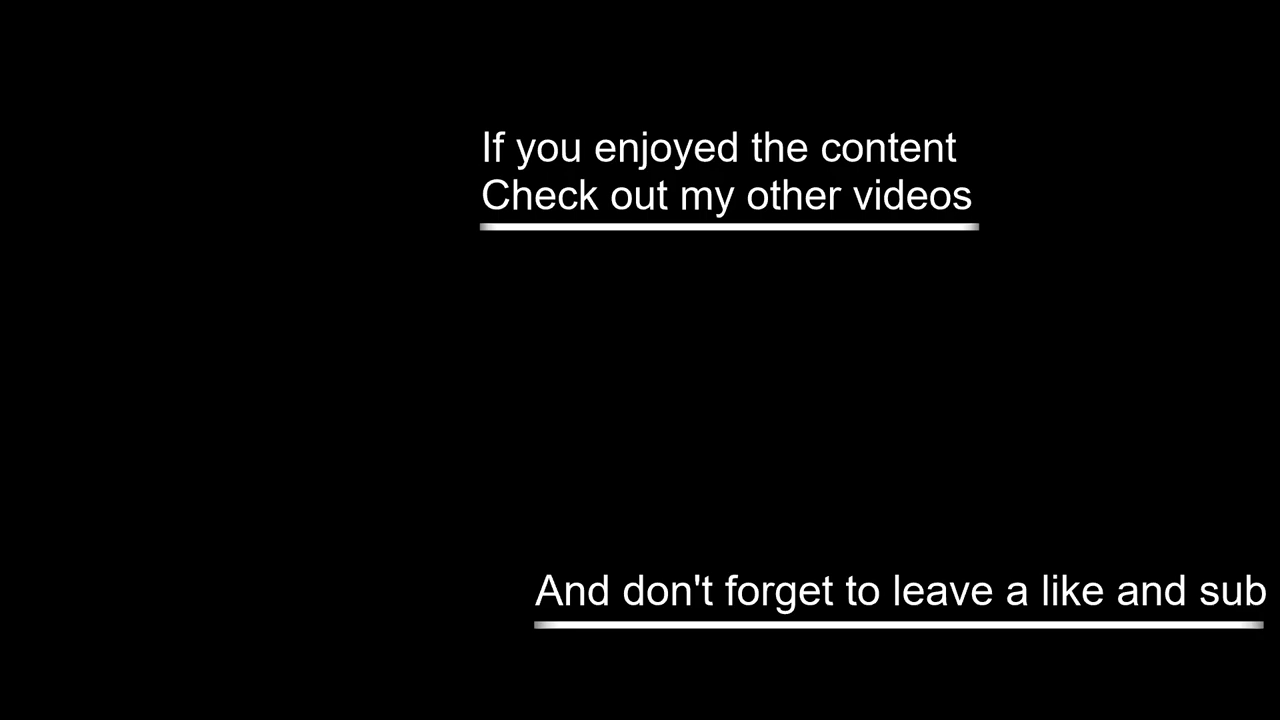 If you enjoyed the content
Check out my other videos
And don't forget to leave a like and sub